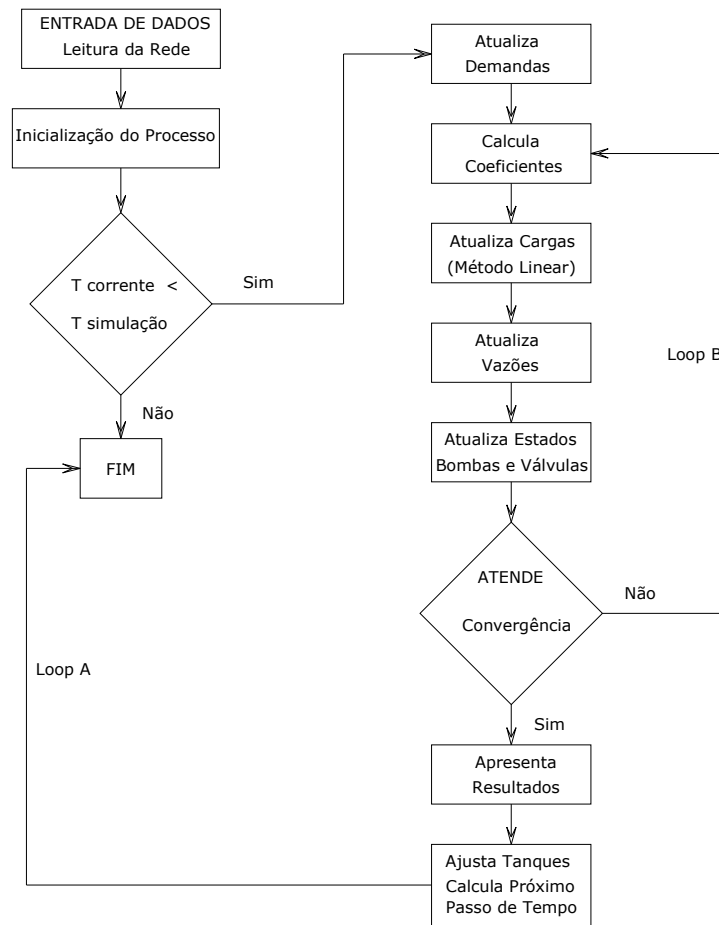 ENTRADA DE DADOS
Leitura da Rede
Inicialização do Processo
T corrente <
T simulação
Sim
Não
FIM
Loop A
Atualiza
Demandas
Calcula
Coeficientes
Atualiza Cargas
(Método Linear)
Atualiza
Vazões
Atualiza Estados
Bombas e Válvulas
ATENDE
Convergência
Não
Loop B
Sim
Apresenta
Resultados
Ajusta Tanques
Calcula Próximo
Passo de Tempo